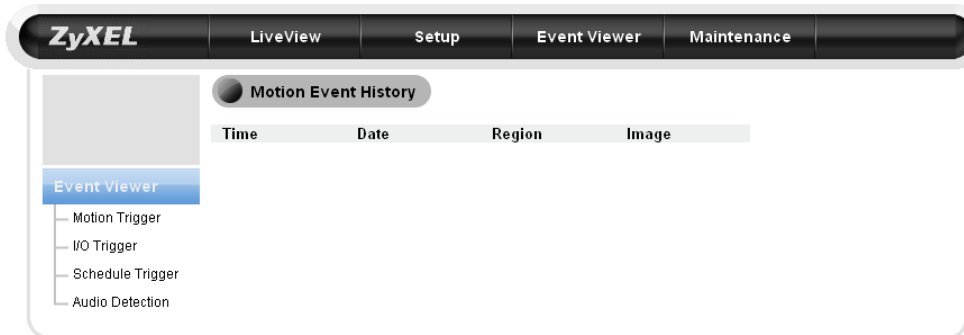 ZyXEL LiveView Setup Event Viewer Maintenance
Motion Event History
Time Date Region Image
Event Viewer
Motion Trigger
I/O Trigger
Schedule Trigger
Audio Detection